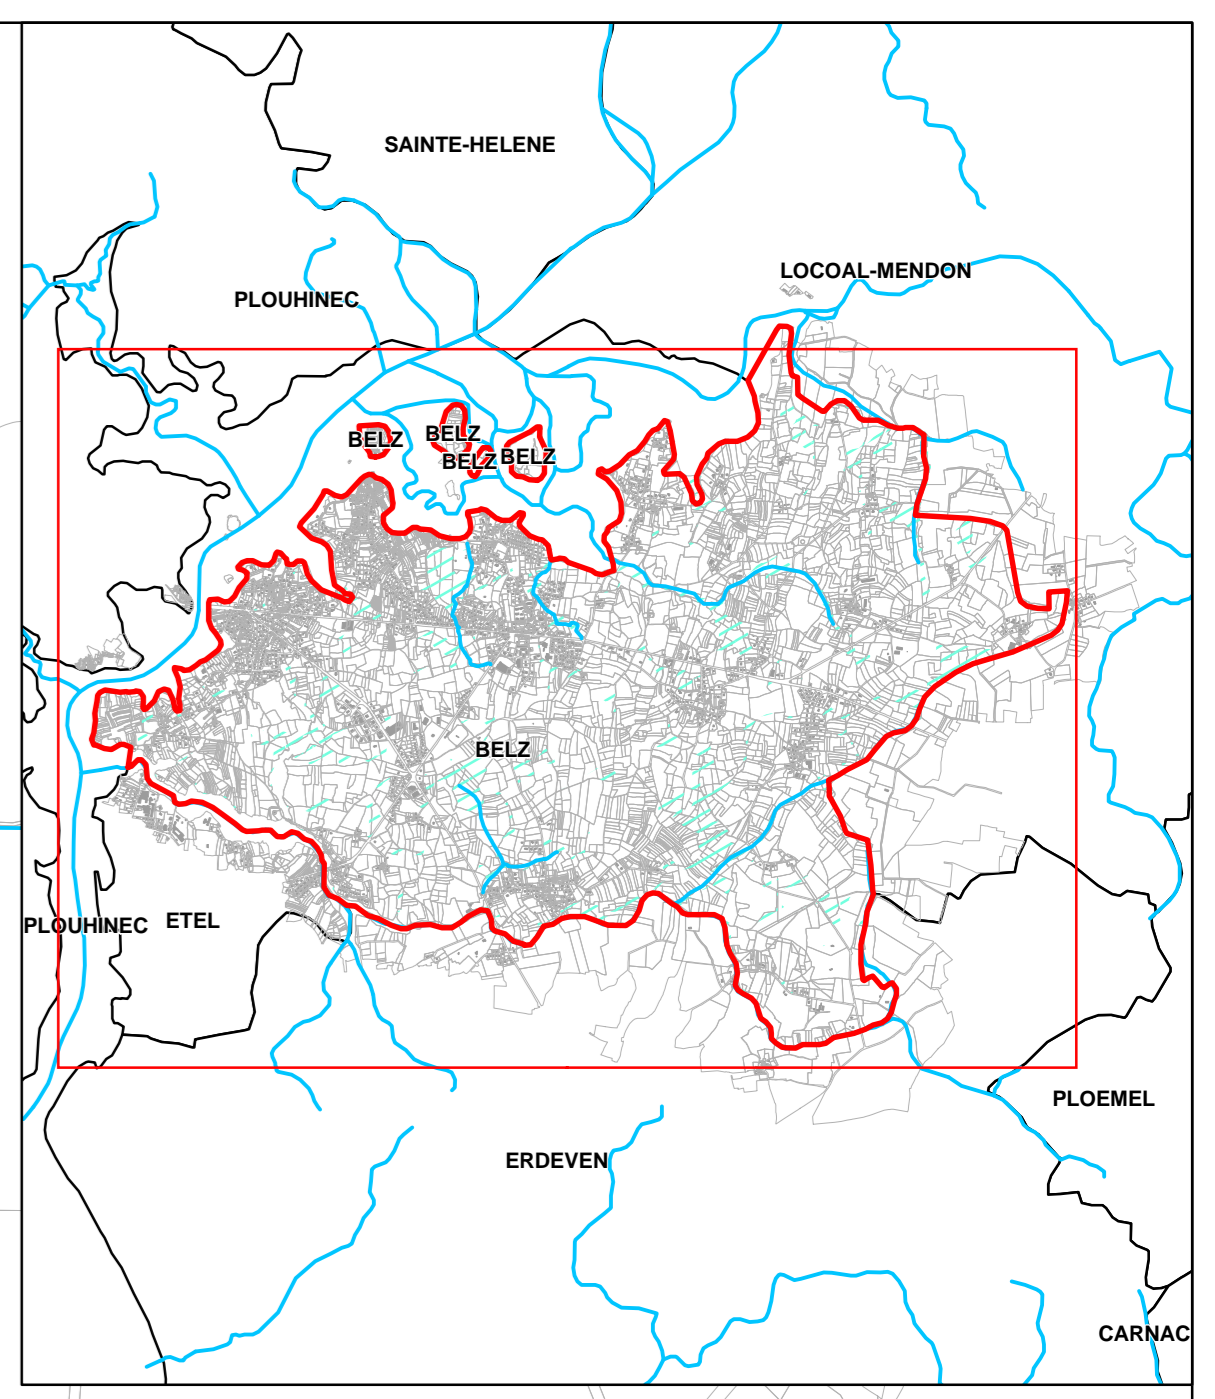 SAINTE-HELENE
LOCOAL-MENDON
PLOUHINEC
BELZ
BELZ
BELZ
BELZ
BELZ
PLOUHINEC
ETEL
PLOEMEL
ERDEVEN
CARNAC